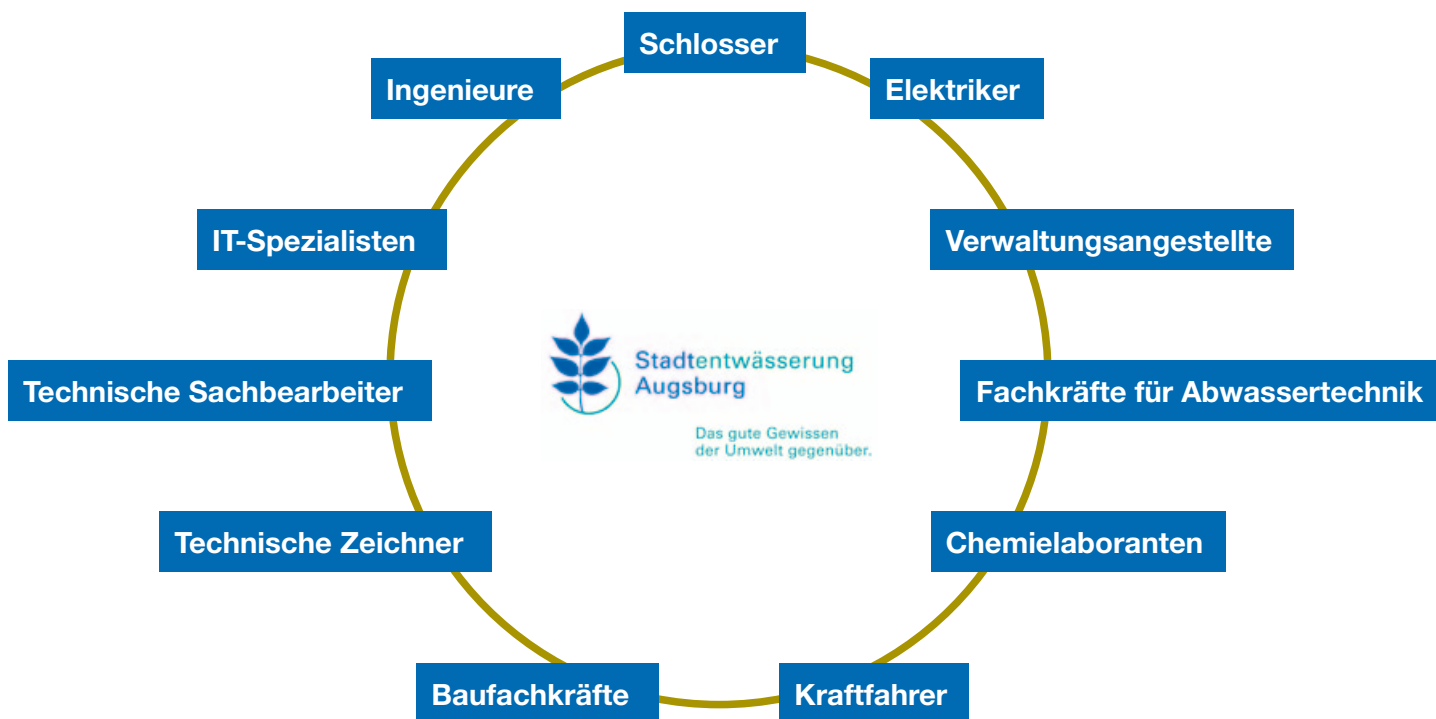 Schlosser
Ingenieure
Elektriker
IT-Spezialisten
Verwaltungsangestellte
Stadtentwässerung
Augsburg
Technische Sachbearbeiter
Fachkräfte für Abwassertechnik
Das gute Gewissen
der Umwelt gegenüber.
Technische Zeichner
Chemielaboranten
Baufachkräfte
Kraftfahrer